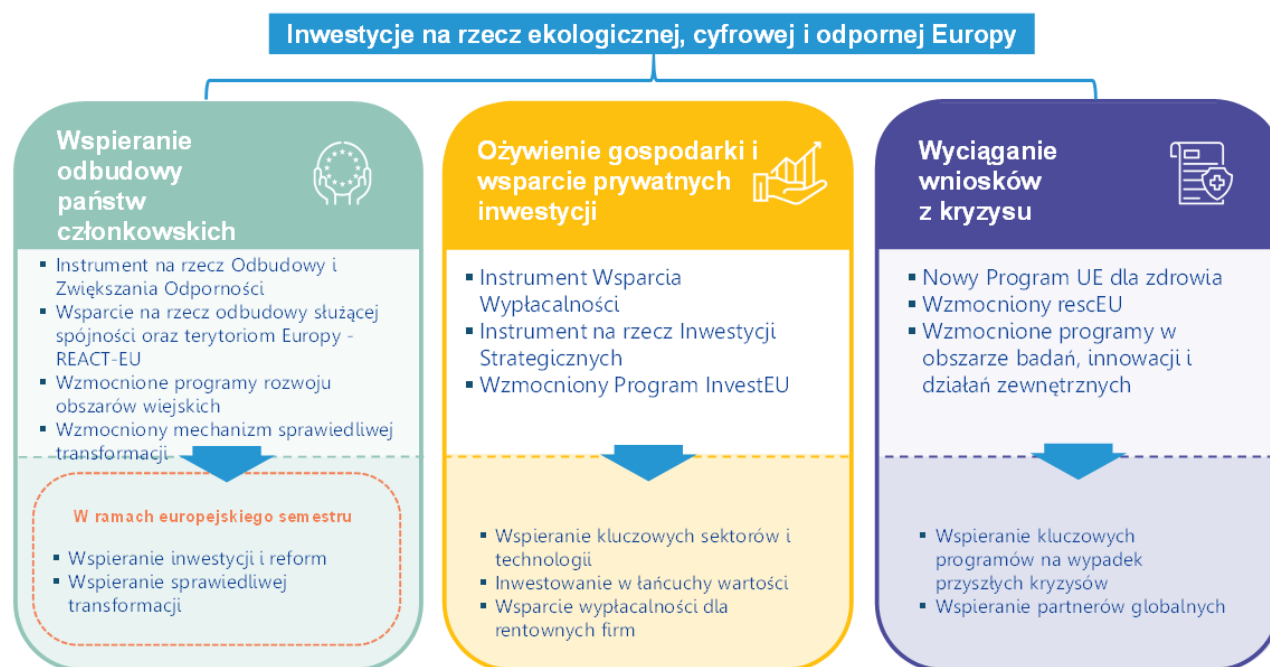 Inwestycje na rzecz ekologicznej, cyfrowej i odpornej Europy
Wspieranie
odbudowy
państw
członkowskich
▪ Instrument na rzecz Odbudowy i
Zwiększania Odporności
▪ Wsparcie na rzecz odbudowy służącej
spójności oraz terytoriom Europy -
REACT-EU
▪ Wzmocnione programy rozwoju
obszarów wiejskich
▪ Wzmocniony mechanizm sprawiedliwej
transformacji
W ramach europejskiego semestru
▪ Wspieranie inwestycji i reform
▪ Wspieranie sprawiedliwej
transformacji
Ożywienie gospodarki i
wsparcie prywatnych
inwestycji
▪ Instrument Wsparcia
Wypłacalności
▪ Instrument na rzecz Inwestycji
Strategicznych
▪ Wzmocniony Program InvestEU
▪ Wspieranie kluczowych sektorów i
technologii
▪ Inwestowanie w łańcuchy wartości
▪ Wsparcie wypłacalności dla
rentownych firm
Wyciąganie
wniosków
z kryzysu
▪ Nowy Program UE dla zdrowia
▪ Wzmocniony rescEU
▪ Wzmocnione programy w
obszarze badań, innowacji i
działań zewnętrznych
▪ Wspieranie kluczowych
programów na wypadek
przyszłych kryzysów
▪ Wspieranie partnerów globalnych